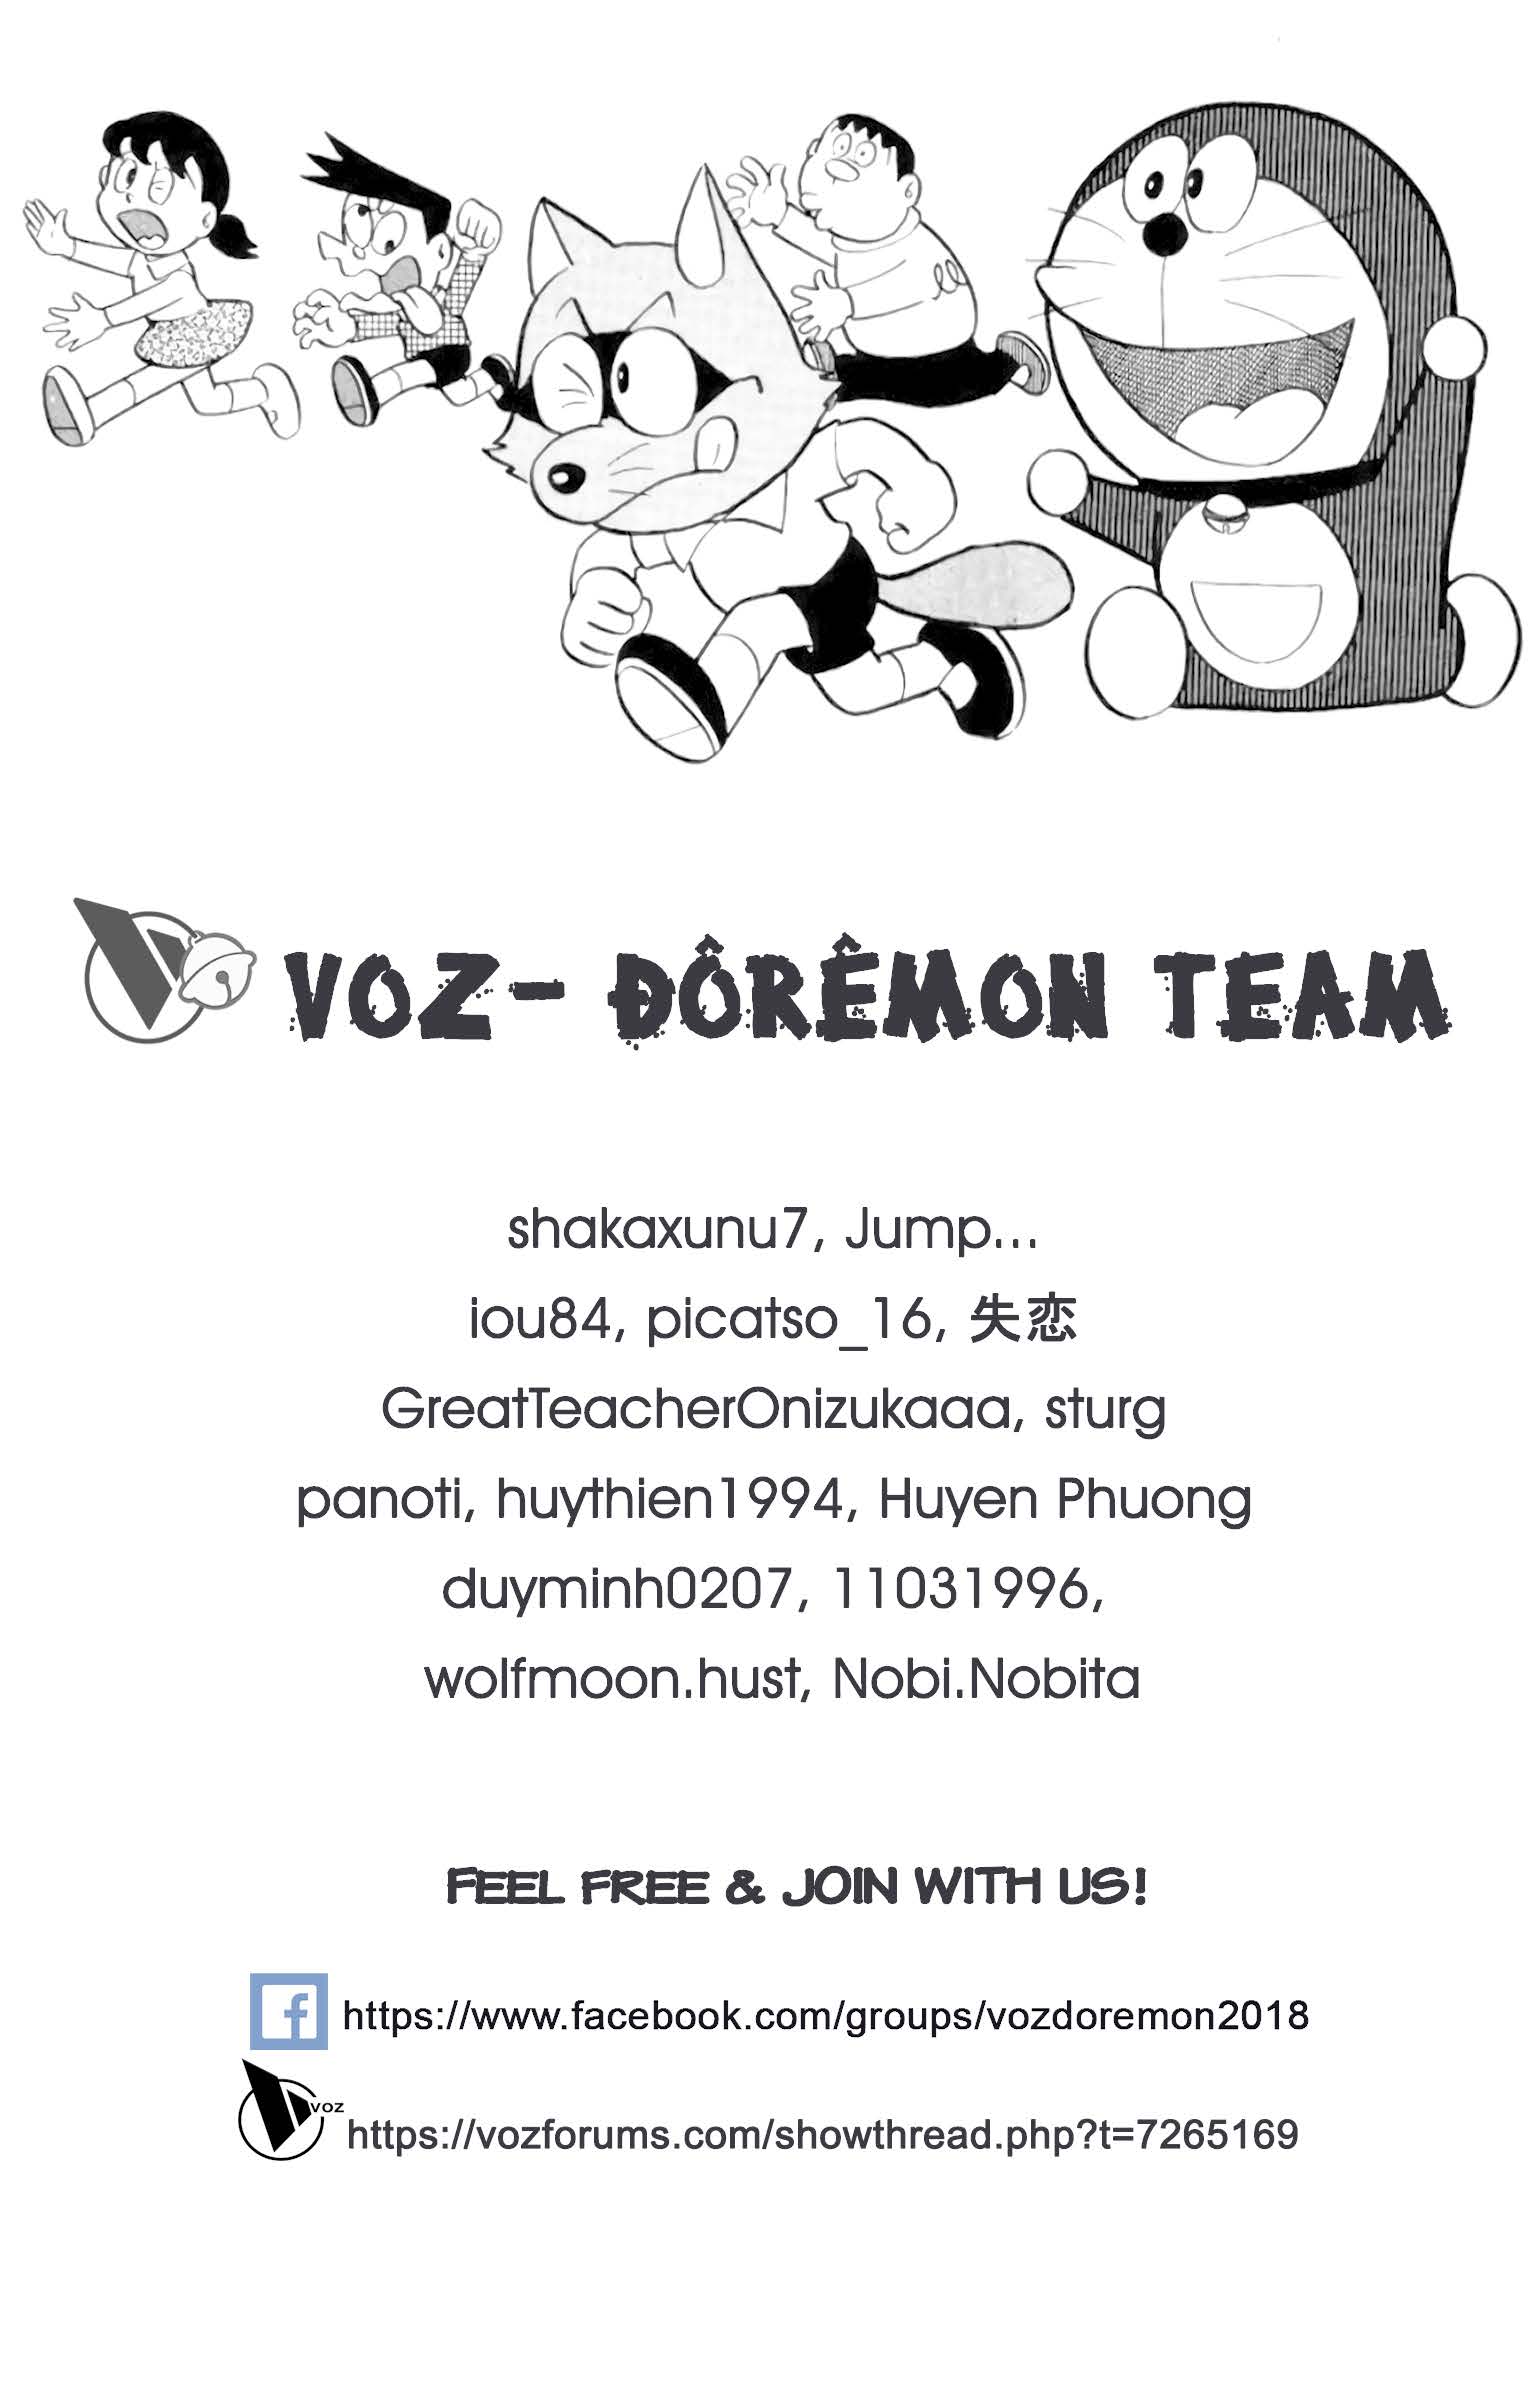 VOZ- ĐÔRÊMON TEAM
shakaxunu7, Jump...
iou84, picatso_16, 失恋
GreatTeacherOnizukaaa, sturg
panoti, huythien1994, Huyen Phuong
duyminh0207, 11031996,
wolfmoon.hust, Nobi.Nobita
FEEL FREE & JOIN WITH US!
https://www.facebook.com/groups/vozdoremon2018
VOZ
https://vozforums.com/showthread.php?t=7265169